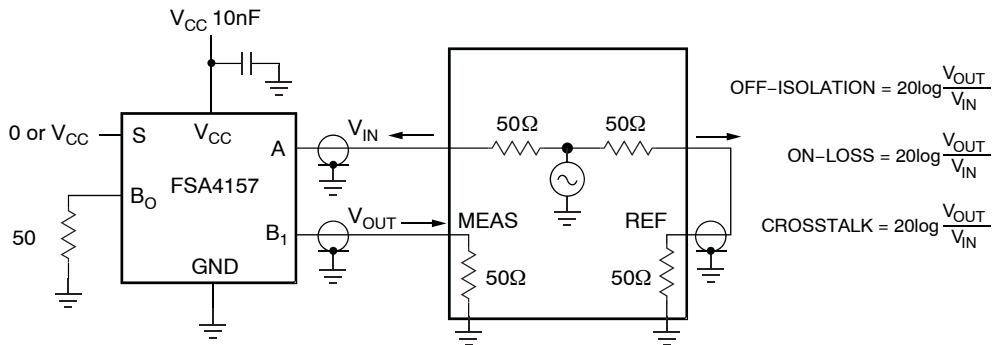 V_CC 10nF
0 or V_CC
S
V_CC
A
V_IN
50Ω
50Ω
FSA4157
B_O
50
B_1
V_OUT
MEAS
REF
GND
50Ω
50Ω
OFF−ISOLATION = 20log V_OUT / V_IN
ON−LOSS = 20log V_OUT / V_IN
CROSSTALK = 20log V_OUT / V_IN